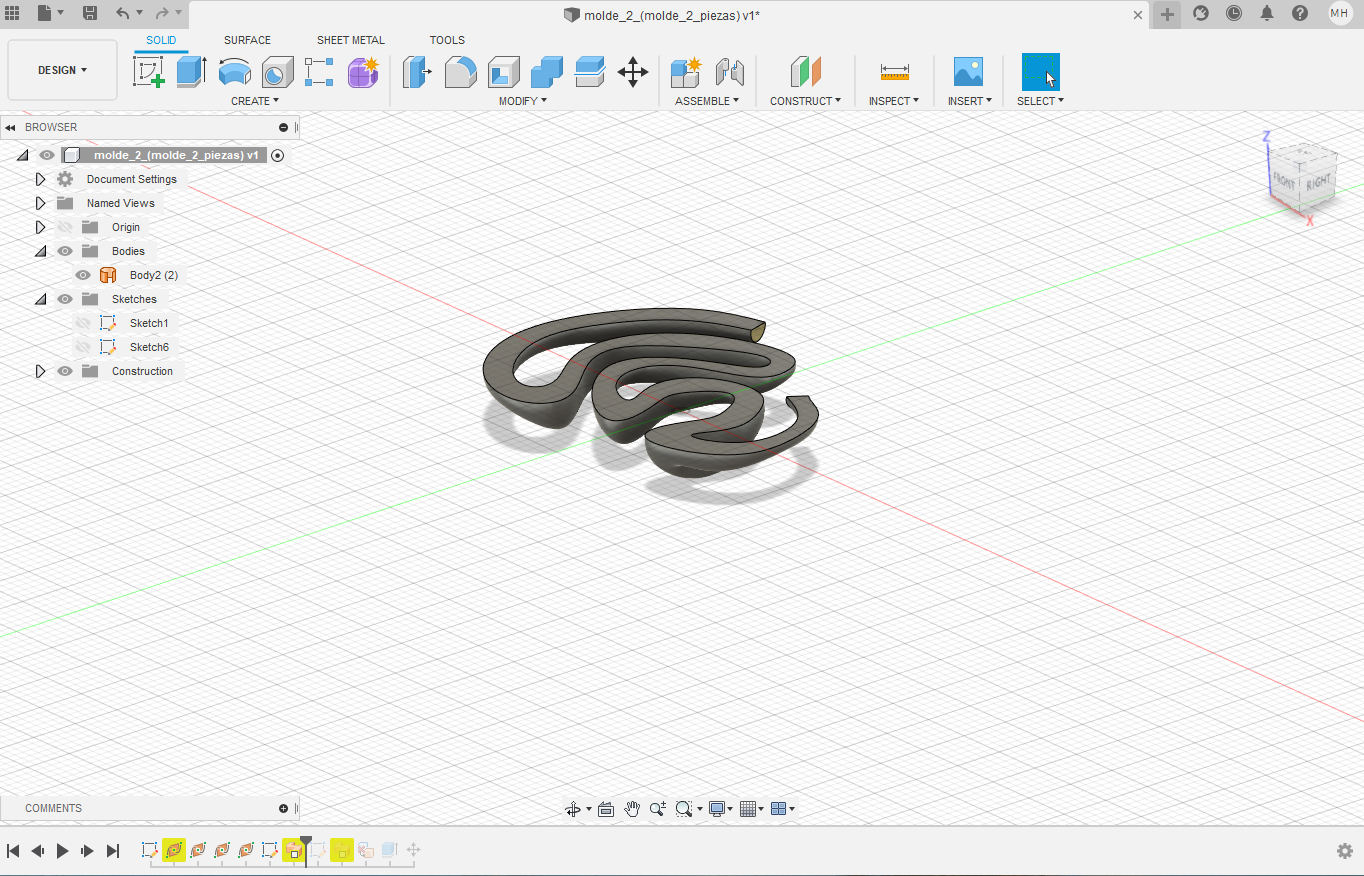 molde_2_(molde_2_piezas) v1*
MH
SOLID
SURFACE
SHEET METAL
TOOLS
DESIGN
CREATE
MODIFY
ASSEMBLE
CONSTRUCT
INSPECT
INSERT
SELECT
BROWSER
molde_2_(molde_2_piezas) v1
Document Settings
Named Views
Origin
Bodies
Body2 (2)
Sketches
Sketch1
Sketch6
Construction
Z
FRONT
RIGHT
X
COMMENTS